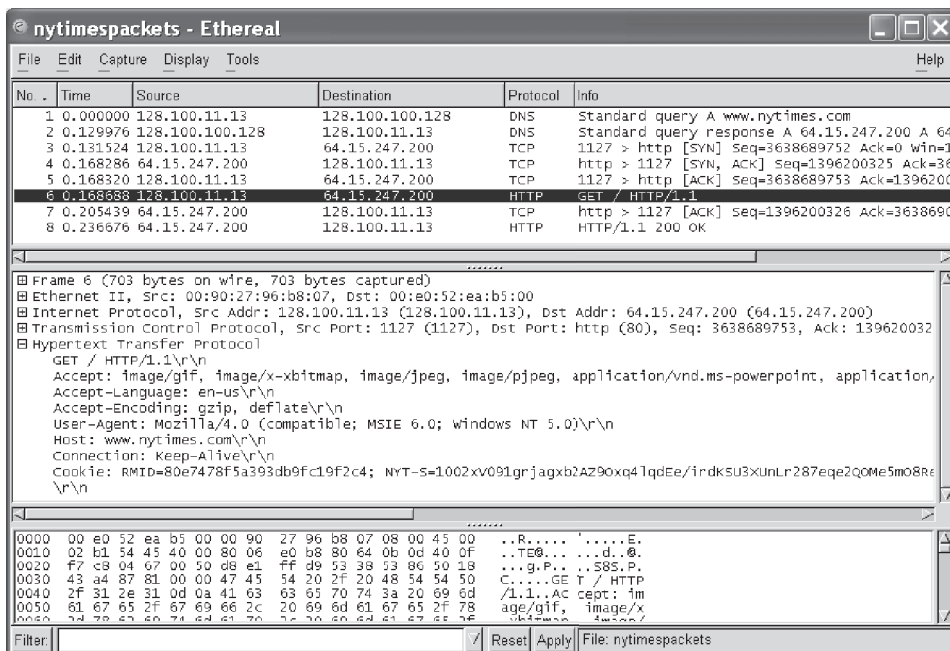 nytimespackets - Ethereal
File Edit Capture Display Tools Help
No. . Time Source Destination Protocol Info
1 0.000000 128.100.11.13 128.100.100.128 DNS Standard query A www.nytimes.com
2 0.129976 128.100.100.128 128.100.11.13 DNS Standard query response A 64.15.247.200 A 64
3 0.131524 128.100.11.13 64.15.247.200 TCP 1127 > http [SYN] Seq=3638689752 Ack=0 Win=1
4 0.168286 64.15.247.200 128.100.11.13 TCP http > 1127 [SYN, ACK] Seq=1396200325 Ack=36
5 0.168320 128.100.11.13 64.15.247.200 TCP 1127 > http [ACK] Seq=3638689753 Ack=1396200
6 0.168688 128.100.11.13 64.15.247.200 HTTP GET / HTTP/1.1
7 0.205439 64.15.247.200 128.100.11.13 TCP http > 1127 [ACK] Seq=1396200326 Ack=3638690
8 0.236676 64.15.247.200 128.100.11.13 HTTP HTTP/1.1 200 OK
Frame 6 (703 bytes on wire, 703 bytes captured)
Ethernet II, Src: 00:90:27:96:b8:07, Dst: 00:e0:52:ea:b5:00
Internet Protocol, Src Addr: 128.100.11.13 (128.100.11.13), Dst Addr: 64.15.247.200 (64.15.247.200)
Transmission Control Protocol, Src Port: 1127 (1127), Dst Port: http (80), Seq: 3638689753, Ack: 139620032
Hypertext Transfer Protocol
GET / HTTP/1.1\r\n
Accept: image/gif, image/x-xbitmap, image/jpeg, image/pjpeg, application/vnd.ms-powerpoint, application/
Accept-Language: en-us\r\n
Accept-Encoding: gzip, deflate\r\n
User-Agent: Mozilla/4.0 (compatible; MSIE 6.0; Windows NT 5.0)\r\n
Host: www.nytimes.com\r\n
Connection: Keep-Alive\r\n
Cookie: RMID=80e7478f5a393db9fc19f2c4;
\r\n
0000 00 e0 52 ea b5 00 00 90 27 96 b8 07 08 00 45 00 ..R..... '.....E.
0010 02 b1 54 45 40 00 80 06 e0 b8 80 64 0b 0d 40 0f ..TE@... ...d..@.
0020 f7 c8 04 67 00 50 d8 e1 ff d9 53 38 53 86 50 18 ...g.P.. ..S8S.P.
0030 43 a4 87 81 00 00 47 45 54 20 2f 20 48 54 54 50 C.....GE T / HTTP
0040 2f 31 2e 31 0d 0a 41 63 63 65 70 74 3a 20 69 6d /1.1..Ac cept: im
0050 61 67 65 2f 67 69 66 2c 20 69 6d 61 67 65 2f 78 age/gif, image/x
Filter: Reset Apply File: nytimespackets